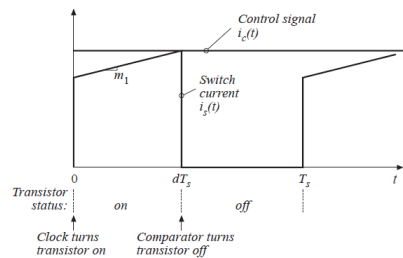 Control signal
i_c(t)
m_1
Switch
current
i_s(t)
0
dT_s
T_s
t
Transistor
status:
on
off
Clock turns
transistor on
Comparator turns
transistor off